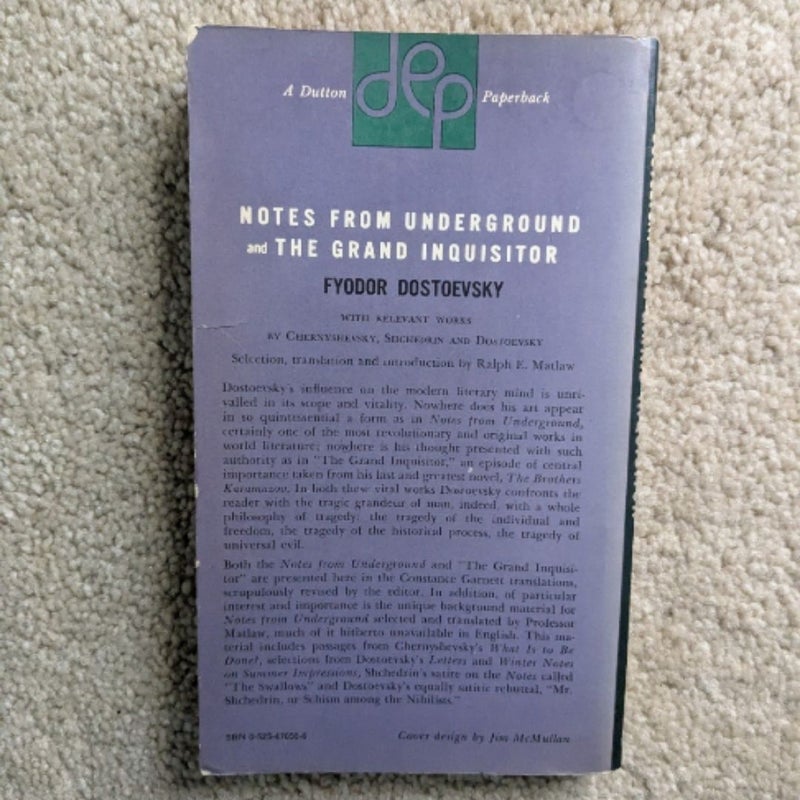 A Dutton dep Paperback
NOTES FROM UNDERGROUND
and THE GRAND INQUISITOR
FYODOR DOSTOEVSKY
WITH RELEVANT WORKS
BY CHERNYSHEVSKY, SHCHEDRIN AND DOSTOEVSKY
Selection, translation and introduction by Ralph E. Matlaw
Dostoevsky's influence on the modern literary mind is unri-
valled in its scope and vitality. Nowhere does his art appear
in so quintessential a form as in Notes from Underground,
certainly one of the most revolutionary and original works in
world literature; nowhere is his thought presented with such
authority as in "The Grand Inquisitor," an episode of central
importance taken from his last and greatest novel, The Brothers
Karamazov. In both these vital works Dostoevsky confronts the
reader with the tragic grandeur of man, indeed, with a whole
philosophy of tragedy: the tragedy of the individual and
freedom, the tragedy of the historical process, the tragedy of
universal evil.
Both the Notes from Underground and "The Grand Inquisi-
tor" are presented here in the Constance Garnett translations,
scrupulously revised by the editor. In addition, of particular
interest and importance is the unique background material for
Notes from Underground selected and translated by Professor
Matlaw, much of it hitherto unavailable in English. This ma-
terial includes passages from Chernyshevsky's What Is to Be
Done?, selections from Dostoevsky's Letters and Winter Notes
on Summer Impressions, Shchedrin's satire on the Notes called
"The Swallows" and Dostoevsky's equally satiric rebuttal, "Mr.
Shchedrin, or Schism among the Nihilists."
SBN 0-525-47050-6
Cover design by Jim McMullan